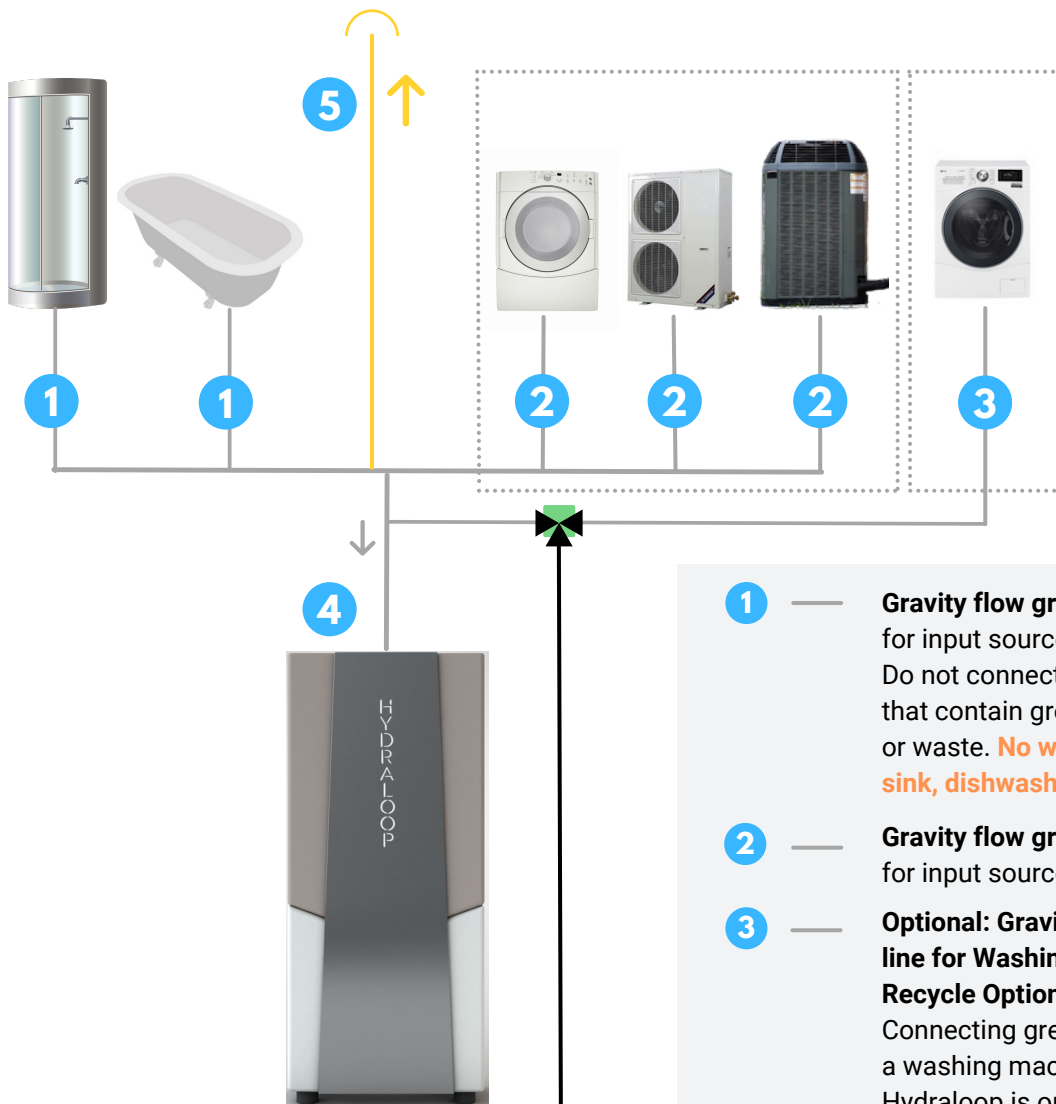 5
1
1
2
2
2
3
4
HYDRALOOP
1
Gravity flow gr
for input sourc
Do not connect
that contain gre
or waste. No w
sink, dishwash
2
Gravity flow gr
for input sourc
3
Optional: Gravi
line for Washin
Recycle Option
Connecting gre
a washing mac
Hydraloop is o